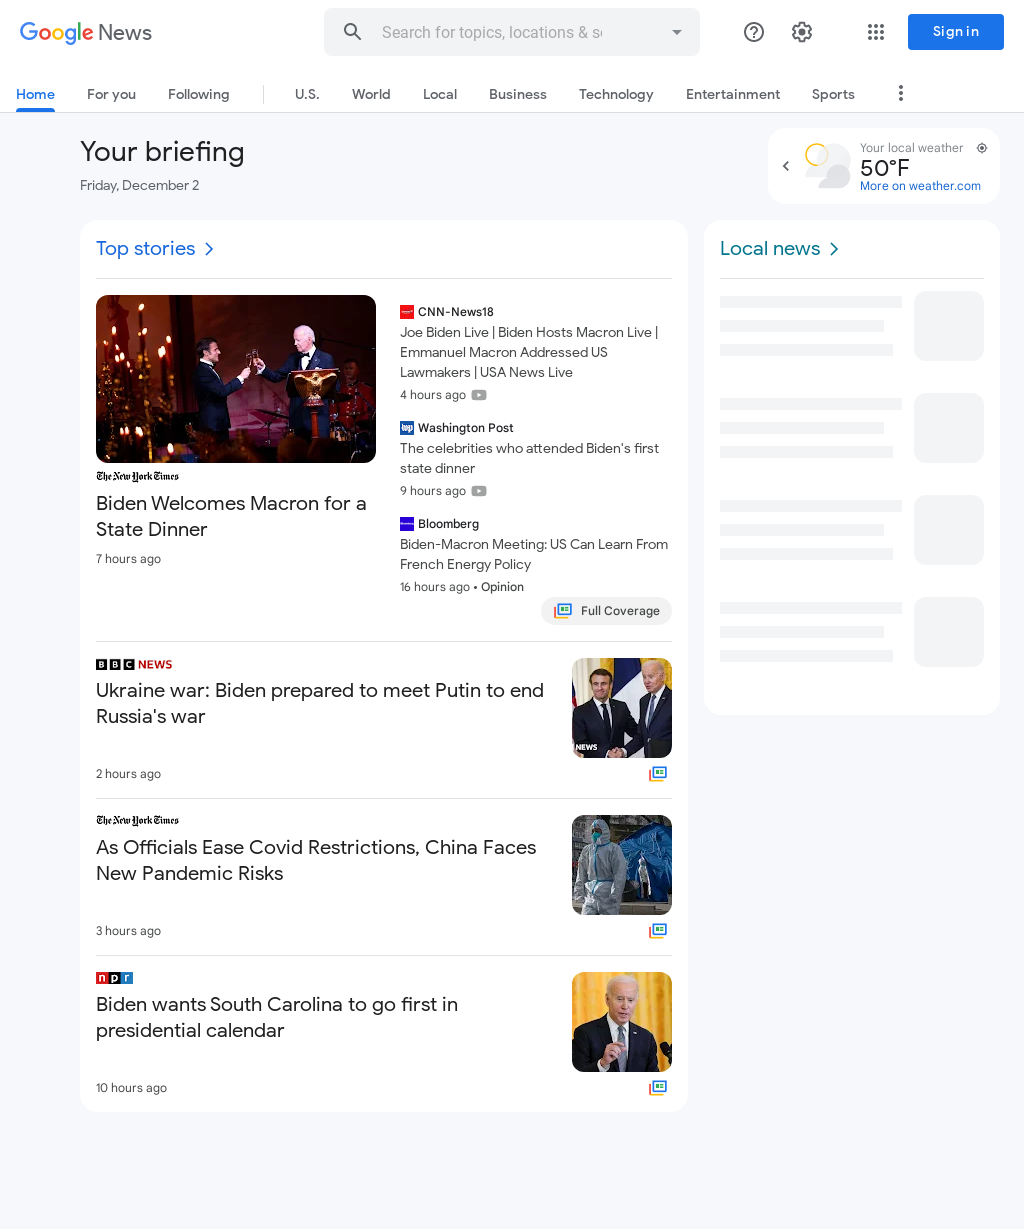 Google News
Search for topics, locations & s
Sign in
Home
For you
Following
U.S.
World
Local
Business
Technology
Entertainment
Sports
Your briefing
Friday, December 2
Your local weather
50°F
More on weather.com
Top stories
The New York Times
Biden Welcomes Macron for a
State Dinner
7 hours ago
CNN-News18
Joe Biden Live | Biden Hosts Macron Live |
Emmanuel Macron Addressed US
Lawmakers | USA News Live
4 hours ago
wp
Washington Post
The celebrities who attended Biden's first
state dinner
9 hours ago
Bloomberg
Biden-Macron Meeting: US Can Learn From
French Energy Policy
16 hours ago • Opinion
Full Coverage
BBC NEWS
Ukraine war: Biden prepared to meet Putin to end
Russia's war
2 hours ago
NEWS
The New York Times
As Officials Ease Covid Restrictions, China Faces
New Pandemic Risks
3 hours ago
npr
Biden wants South Carolina to go first in
presidential calendar
10 hours ago
Local news